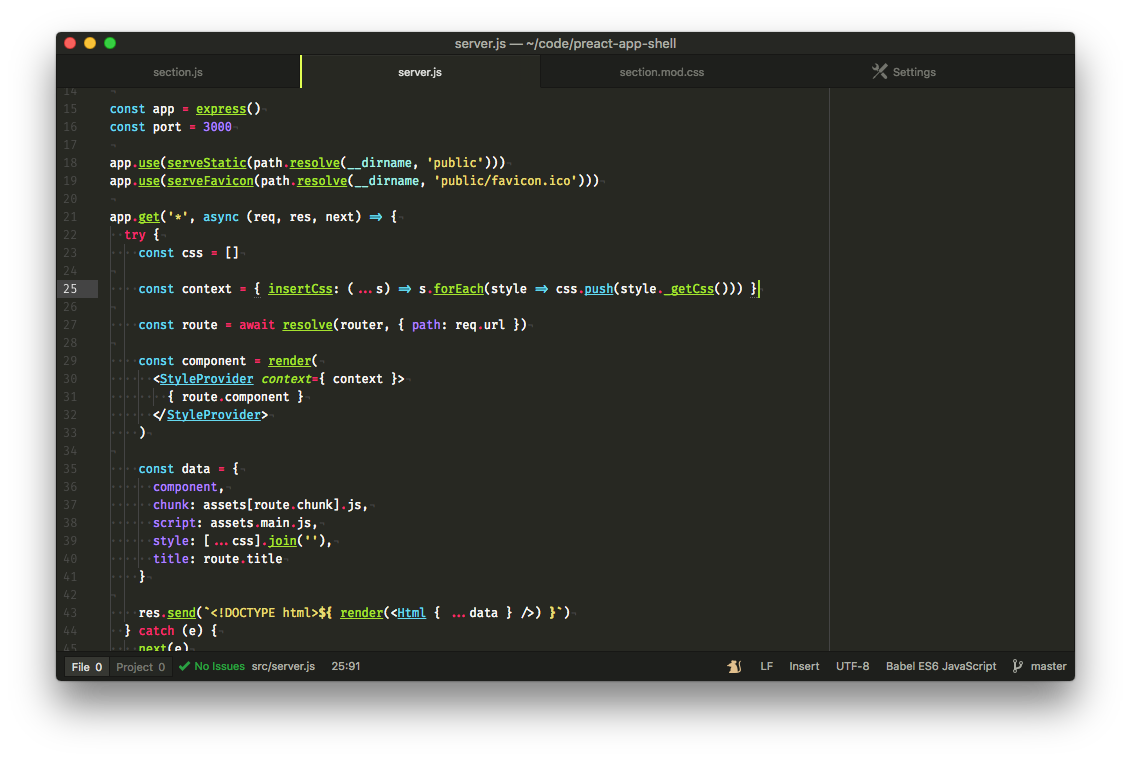 server.js — ~/code/preact-app-shell
section.js server.js section.mod.css Settings
14
15 const app = express()
16 const port = 3000
17
18 app.use(serveStatic(path.resolve(__dirname, 'public')))
19 app.use(serveFavicon(path.resolve(__dirname, 'public/favicon.ico')))
20
21 app.get('*', async (req, res, next) => {
22 try {
23 const css = []
24
25 const context = { insertCss: (...s) => s.forEach(style => css.push(style._getCss())) }
26
27 const route = await resolve(router, { path: req.url })
28
29 const component = render(
30 <StyleProvider context={ context }>
31 { route.component }
32 </StyleProvider>
33 )
34
35 const data = {
36 component,
37 chunk: assets[route.chunk].js,
38 script: assets.main.js,
39 style: [...css].join(''),
40 title: route.title
41 }
42
43 res.send(`<!DOCTYPE html>${ render(<Html { ...data } />) }`)
44 } catch (e) {
45 next(e)
File 0 Project 0 No Issues src/server.js 25:91 LF Insert UTF-8 Babel ES6 JavaScript master